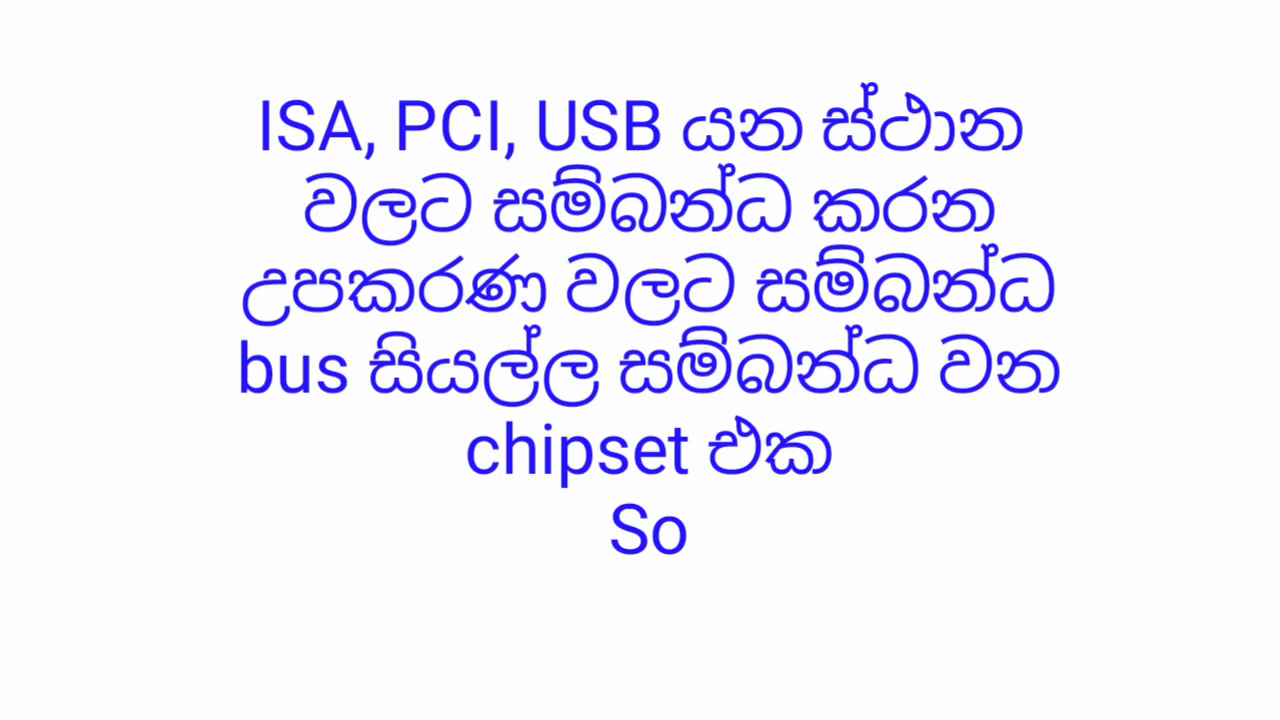 ISA, PCI, USB යන ස්ථාන
වලට සම්බන්ධ කරන
උපකරණ වලට සම්බන්ධ
bus සියල්ල සම්බන්ධ වන
chipset එක
So